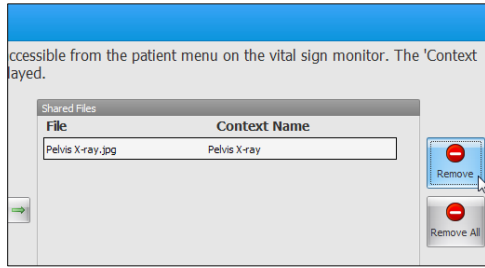 ccessible from the patient menu on the vital sign monitor. The 'Context
layed.
Shared Files
File Context Name
Pelvis X-ray.jpg Pelvis X-ray
Remove
Remove All